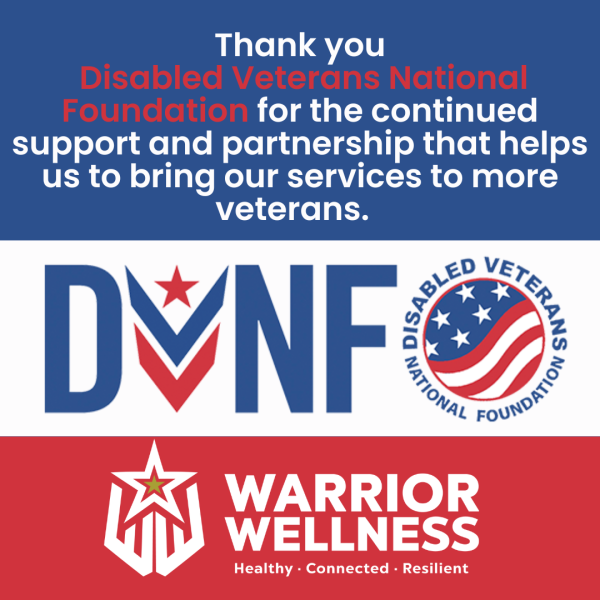 Thank you
Disabled Veterans National
Foundation for the continued
support and partnership that helps
us to bring our services to more
veterans.
DVNF
DISABLED VETERANS
NATIONAL FOUNDATION
WARRIOR
WELLNESS
Healthy · Connected · Resilient